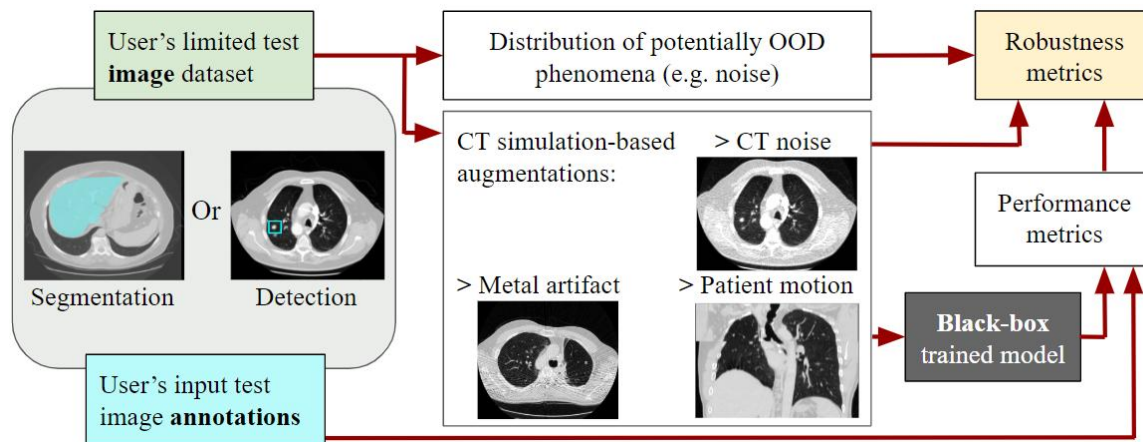 User's limited test
image dataset
Distribution of potentially OOD
phenomena (e.g. noise)
Robustness
metrics
CT simulation-based
augmentations:
> CT noise
Or
Segmentation
Detection
> Metal artifact
> Patient motion
Performance
metrics
Black-box
trained model
User's input test
image annotations